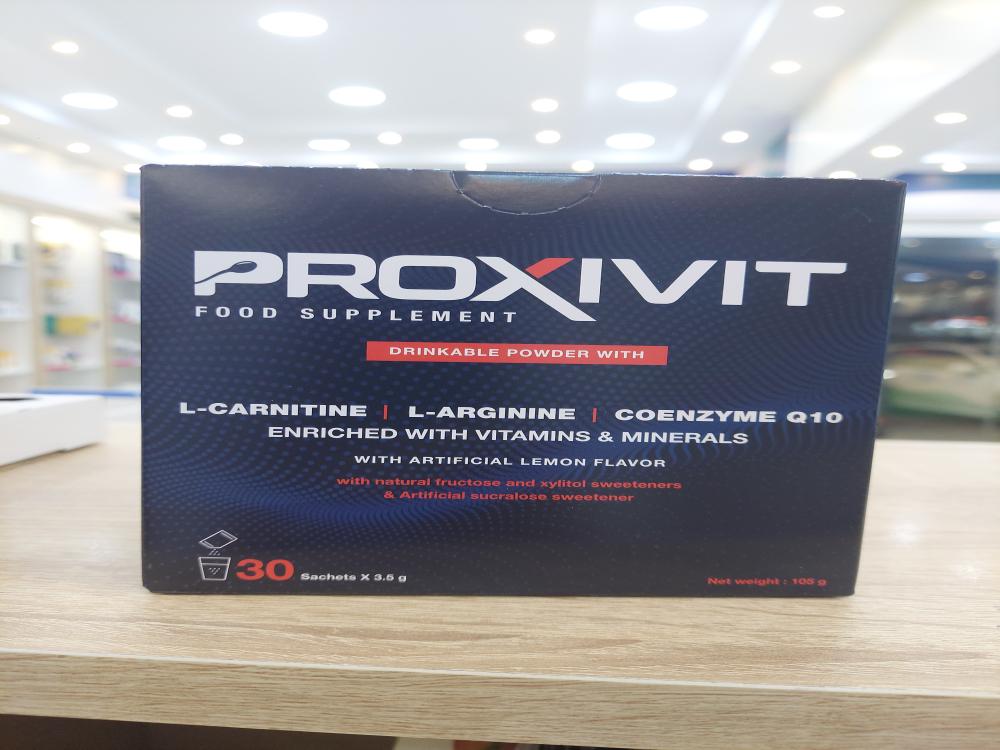 PROXIVIT
FOOD SUPPLEMENT
DRINKABLE POWDER WITH
L-CARNITINE | L-ARGININE | COENZYME Q10
ENRICHED WITH VITAMINS & MINERALS
WITH ARTIFICIAL LEMON FLAVOR
with natural fructose and xylitol sweeteners
& Artificial sucralose sweetener
30 Sachets X 3.5 g
Net weight : 105 g